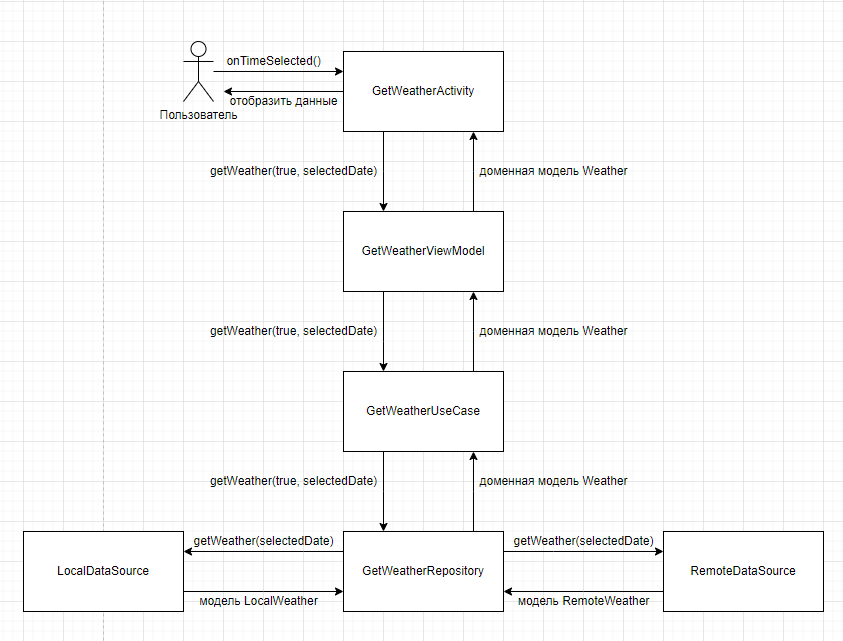 onTimeSelected()
GetWeatherActivity
отобразить данные
Пользователь
getWeather(true, selectedDate)
доменная модель Weather
GetWeatherViewModel
getWeather(true, selectedDate)
доменная модель Weather
GetWeatherUseCase
getWeather(true, selectedDate)
доменная модель Weather
getWeather(selectedDate)
getWeather(selectedDate)
LocalDataSource
GetWeatherRepository
RemoteDataSource
модель LocalWeather
модель RemoteWeather